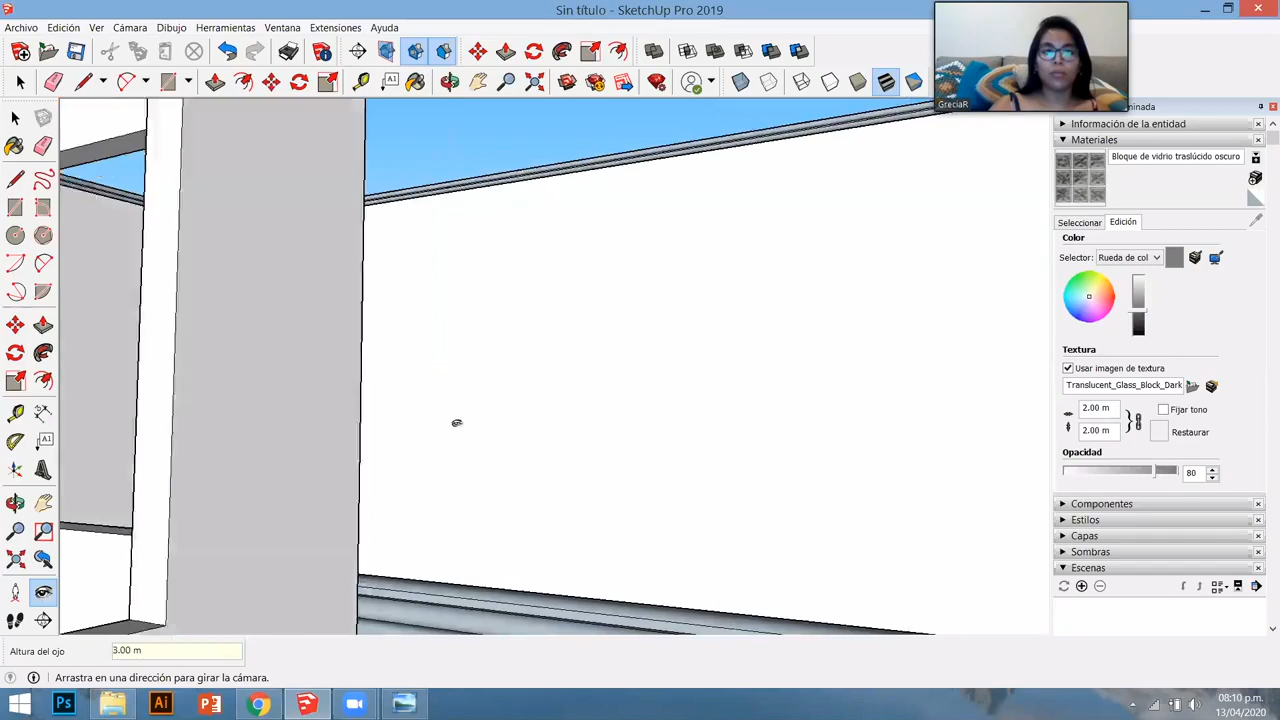 Sin título - SketchUp Pro 2019
Archivo Edición Ver Cámara Dibujo Herramientas Ventana Extensiones Ayuda
GreciaR
minada
Información de la entidad
Materiales
Bloque de vidrio traslúcido oscuro
Seleccionar Edición
Color
Selector: Rueda de col
Textura
Usar imagen de textura
Translucent_Glass_Block_Dark
2.00 m Fijar tono
2.00 m Restaurar
Opacidad
80
Componentes
Estilos
Capas
Sombras
Escenas
Altura del ojo 3.00 m
Arrastra en una dirección para girar la cámara.
Ps Ai P
08:10 p.m.
13/04/2020